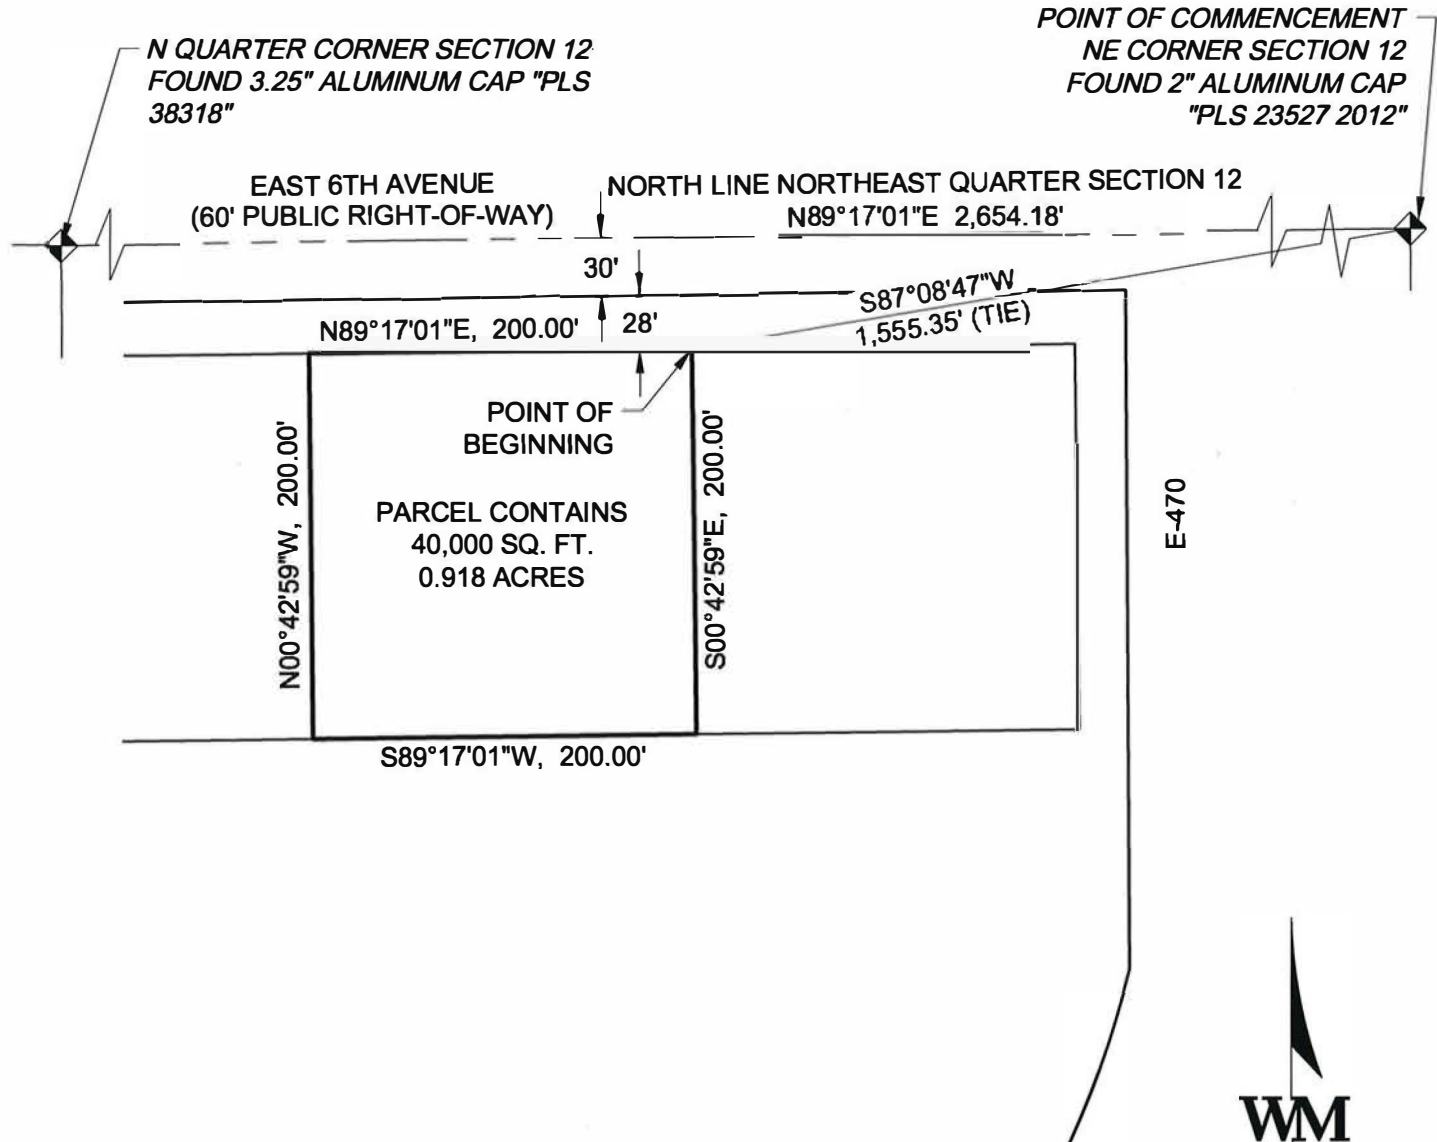 N QUARTER CORNER SECTION 12
FOUND 3.25" ALUMINUM CAP "PLS
38318"
POINT OF COMMENCEMENT
NE CORNER SECTION 12
FOUND 2" ALUMINUM CAP
"PLS 23527 2012"
EAST 6TH AVENUE
(60' PUBLIC RIGHT-OF-WAY)
NORTH LINE NORTHEAST QUARTER SECTION 12
N89°17'01"E 2,654.18'
30'
S87°08'47"W
1,555.35' (TIE)
N89°17'01"E, 200.00'
28'
POINT OF
BEGINNING
N00°42'59"W, 200.00'
S00°42'59"E, 200.00'
PARCEL CONTAINS
40,000 SQ. FT.
0.918 ACRES
E-470
S89°17'01"W, 200.00'
WM